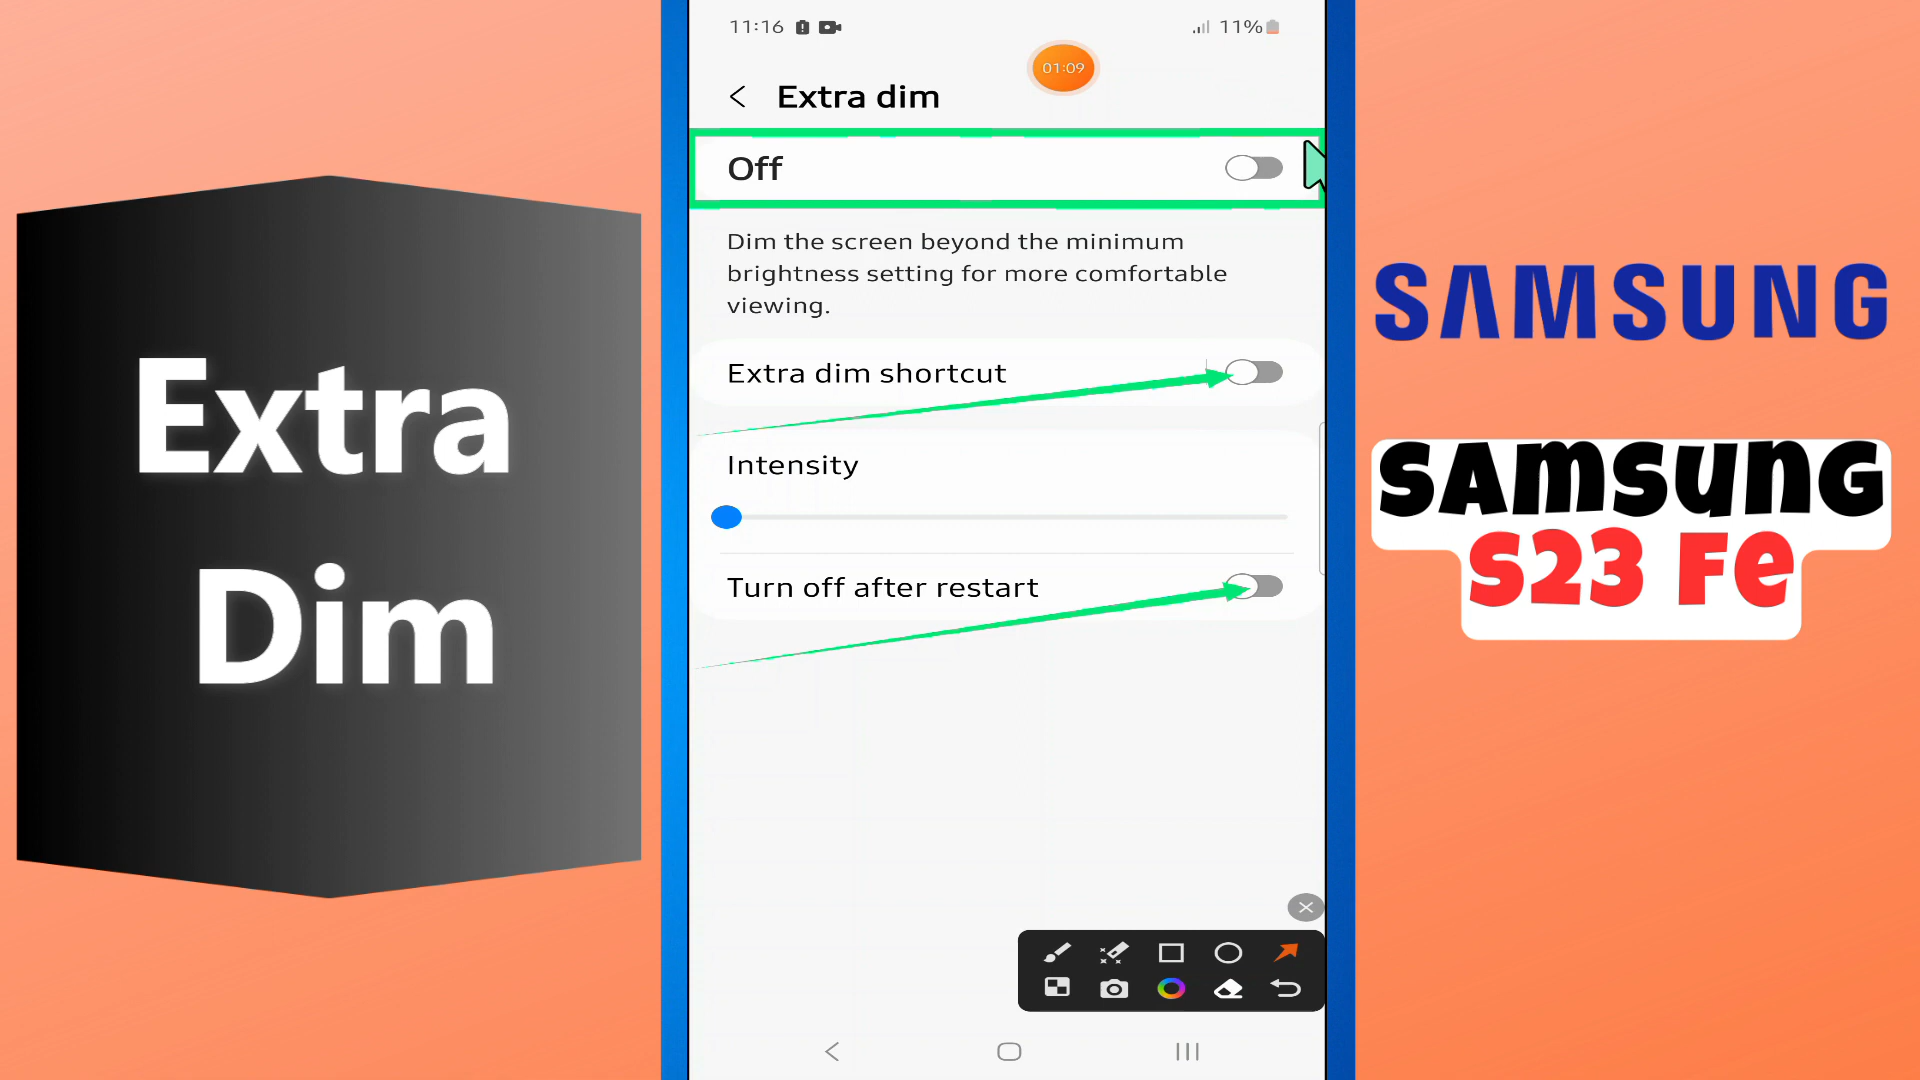 Extra
Dim
11:16
11%
01:09
Extra dim
Off
Dim the screen beyond the minimum
brightness setting for more comfortable
viewing.
Extra dim shortcut
Intensity
Turn off after restart
SAMSUNG
SAMSUNG
S23 Fe